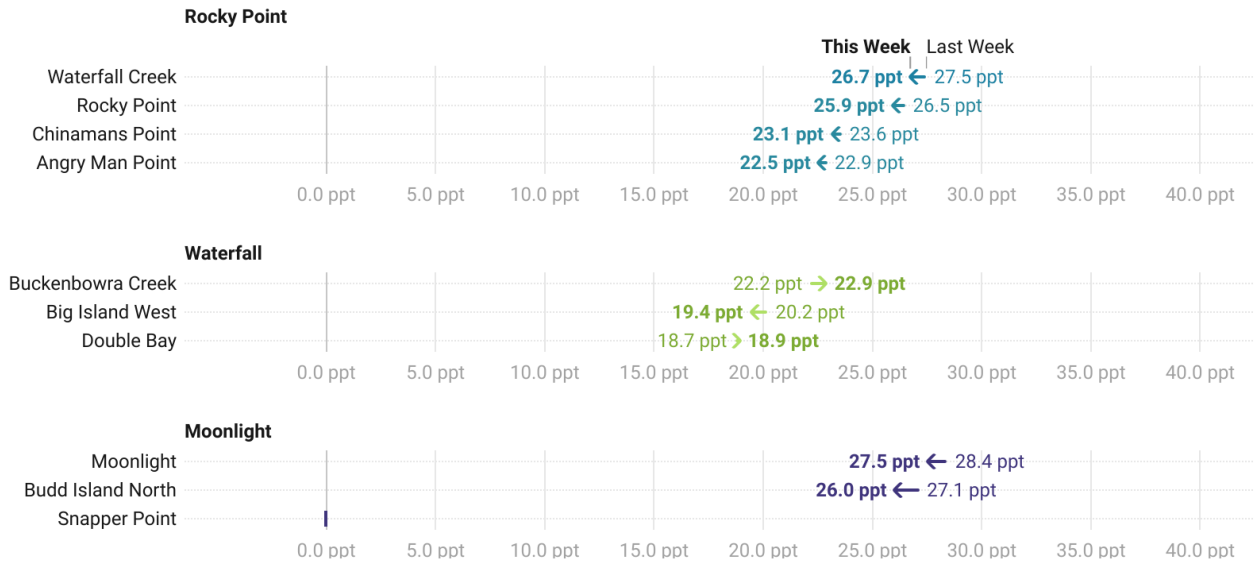 Rocky Point
This Week Last Week
Waterfall Creek 26.7 ppt 27.5 ppt
Rocky Point 25.9 ppt 26.5 ppt
Chinamans Point 23.1 ppt 23.6 ppt
Angry Man Point 22.5 ppt 22.9 ppt
0.0 ppt 5.0 ppt 10.0 ppt 15.0 ppt 20.0 ppt 25.0 ppt 30.0 ppt 35.0 ppt 40.0 ppt
Waterfall
Buckenbowra Creek 22.2 ppt 22.9 ppt
Big Island West 19.4 ppt 20.2 ppt
Double Bay 18.7 ppt 18.9 ppt
0.0 ppt 5.0 ppt 10.0 ppt 15.0 ppt 20.0 ppt 25.0 ppt 30.0 ppt 35.0 ppt 40.0 ppt
Moonlight
Moonlight 27.5 ppt 28.4 ppt
Budd Island North 26.0 ppt 27.1 ppt
Snapper Point
0.0 ppt 5.0 ppt 10.0 ppt 15.0 ppt 20.0 ppt 25.0 ppt 30.0 ppt 35.0 ppt 40.0 ppt